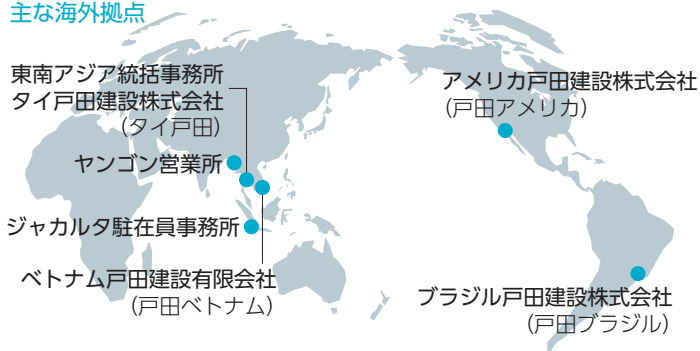 主な海外拠点
東南アジア統括事務所
タイ戸田建設株式会社
（タイ戸田）
ヤンゴン営業所
ジャカルタ駐在員事務所
ベトナム戸田建設有限会社
（戸田ベトナム）
アメリカ戸田建設株式会社
（戸田アメリカ）
ブラジル戸田建設株式会社
（戸田ブラジル）